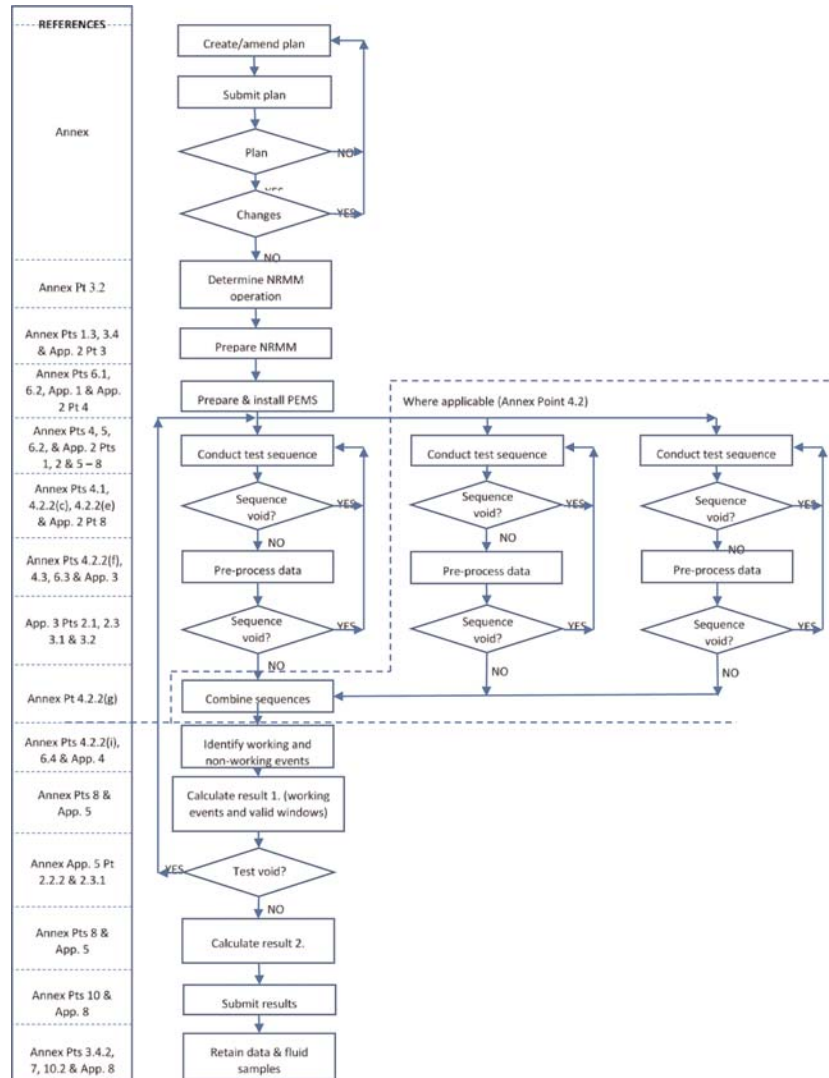 REFERENCES
Create/amend plan
Submit plan
Annex
Plan
NO
YES
Changes
YES
NO
Annex Pt 3.2
Determine NRMM
operation
Annex Pts 1.3, 3.4
& App. 2 Pt 3
Prepare NRMM
Annex Pts 6.1,
6.2, App. 1 & App.
2 Pt 4
Prepare & install PEMS
Where applicable (Annex Point 4.2)
Annex Pts 4, 5,
6.2, & App. 2 Pts
1, 2 & 5 – 8
Conduct test sequence
Conduct test sequence
Conduct test sequence
Annex Pts 4.1,
4.2.2(c), 4.2.2(e)
& App. 2 Pt 8
Sequence
void?
YES
NO
Sequence
void?
YES
NO
Sequence
void?
YES
NO
Annex Pts 4.2.2(f),
4.3, 6.3 & App. 3
Pre-process data
Pre-process data
Pre-process data
App. 3 Pts 2.1, 2.3
3.1 & 3.2
Sequence
void?
YES
NO
Sequence
void?
YES
NO
Sequence
void?
YES
NO
Annex Pt 4.2.2(g)
Combine sequences
Annex Pts 4.2.2(i),
6.4 & App. 4
Identify working and
non-working events
Annex Pts 8 &
App. 5
Calculate result 1. (working
events and valid windows)
Annex App. 5 Pt
2.2.2 & 2.3.1
YES
Test void?
NO
Annex Pts 8 &
App. 5
Calculate result 2.
Annex Pts 10 &
App. 8
Submit results
Annex Pts 3.4.2,
7, 10.2 & App. 8
Retain data & fluid
samples